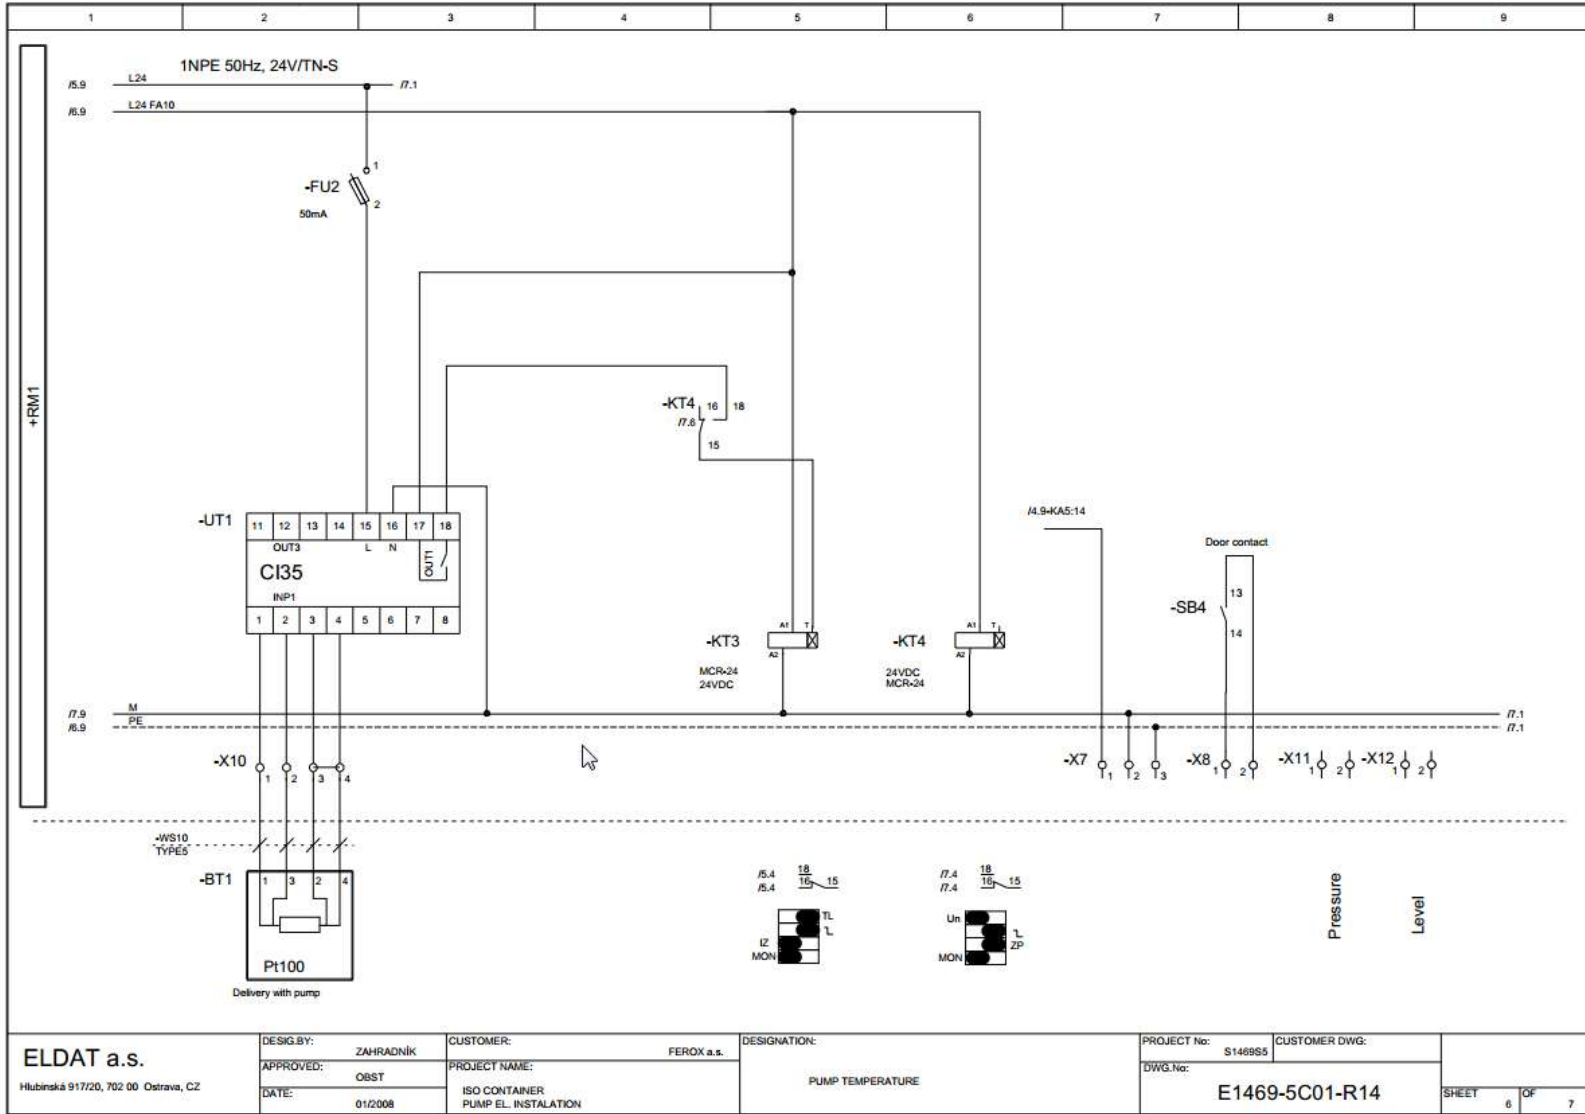 1 2 3 4 5 6 7 8 9
1NPE 50Hz, 24V/TN-S
/5.9 L24 /7.1
/6.9 L24 FA10
1
-FU2
2
50mA
+RM1
-KT4 16 18
/7.6
15
-UT1 11 12 13 14 15 16 17 18
OUT3 L N
OUT1
CI35
INP1
1 2 3 4 5 6 7 8
/4.9-KA5:14
Door contact
13
-SB4
14
A1 T
-KT3
A2
MCR-24
24VDC
A1 T
-KT4
A2
24VDC
MCR-24
/7.9 M /7.1
/6.9 PE /7.1
-X10 1 2 3 4
-X7 1 2 3
-X8 1 2
-X11 1 2
-X12 1 2
-WS10
TYPE5
-BT1 1 3 2 4
Pt100
Delivery with pump
/5.4 18
/5.4 16 15
TL
IZ
MON
/7.4 18
/7.4 16 15
Un
ZP
MON
Pressure
Level
ELDAT a.s.
Hlubinská 917/20, 702 00 Ostrava, CZ
DESIG.BY: ZAHRADNÍK
APPROVED: OBST
DATE: 01/2008
CUSTOMER: FEROX a.s.
PROJECT NAME:
ISO CONTAINER
PUMP EL. INSTALATION
DESIGNATION:
PUMP TEMPERATURE
PROJECT No: S1469S5
CUSTOMER DWG:
DWG.No:
E1469-5C01-R14
SHEET 6 OF 7